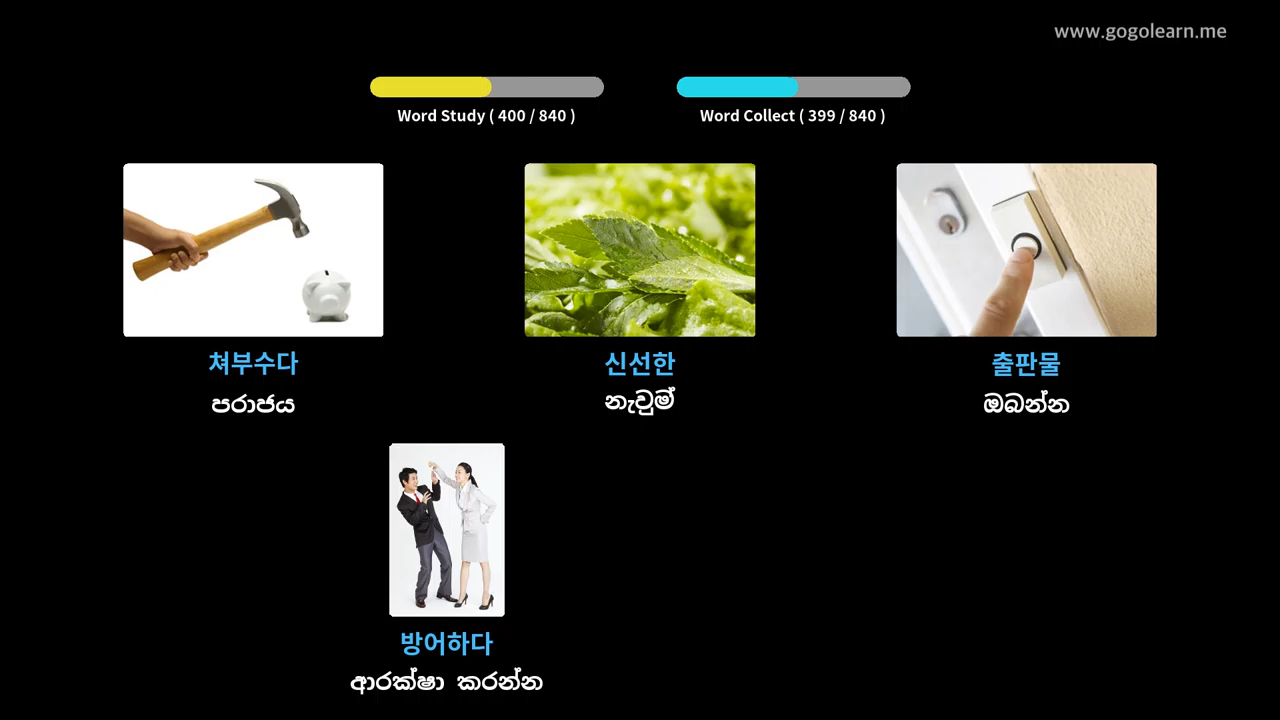 www.gogolearn.me
Word Study ( 400 / 840 )
Word Collect ( 399 / 840 )
쳐부수다
신선한
출판물
පරාජය
නැවුම්
ඔබන්න
방어하다
ආරක්ෂා කරන්න